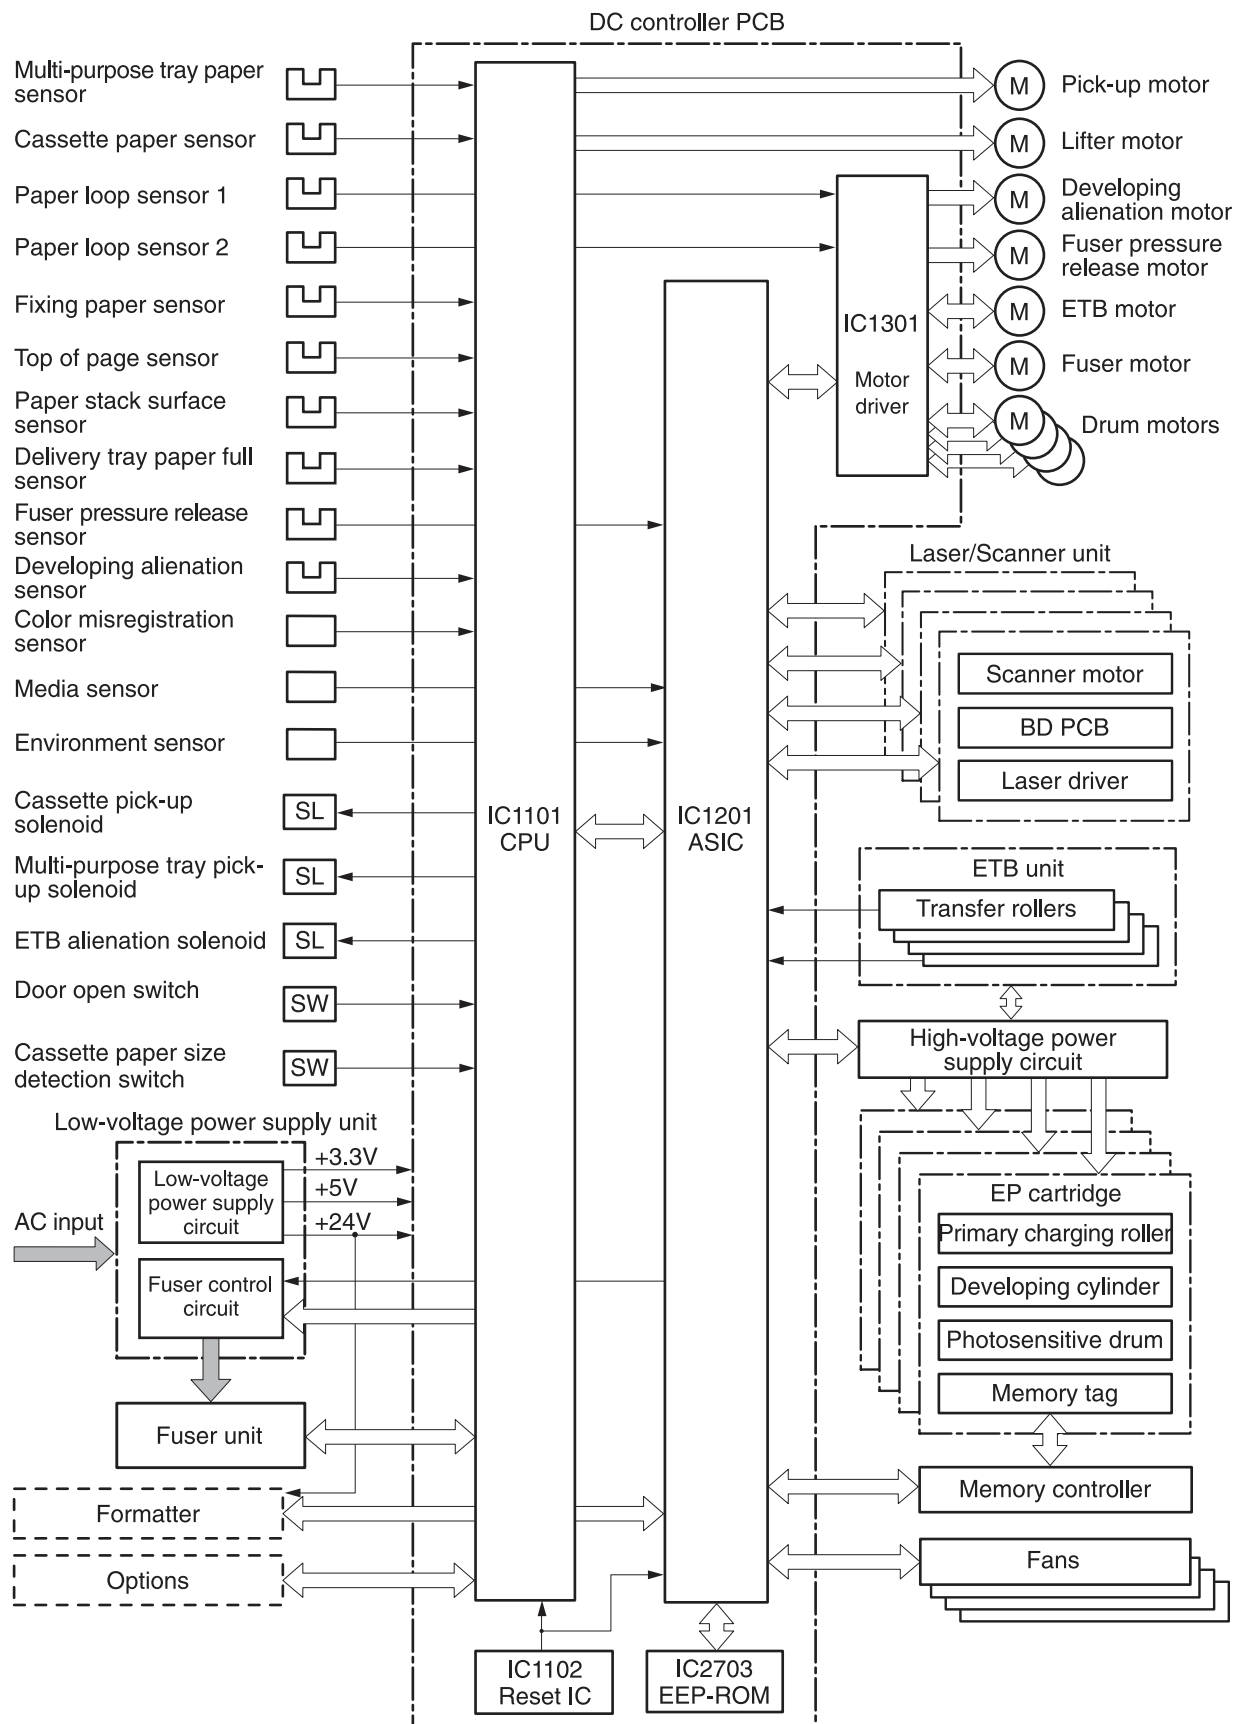 DC controller PCB
Multi-purpose tray paper
sensor
Cassette paper sensor
Paper loop sensor 1
Paper loop sensor 2
Fixing paper sensor
Top of page sensor
Paper stack surface
sensor
Delivery tray paper full
sensor
Fuser pressure release
sensor
Developing alienation
sensor
Color misregistration
sensor
Media sensor
Environment sensor
Cassette pick-up
solenoid
SL
Multi-purpose tray pick-
up solenoid
SL
ETB alienation solenoid
SL
Door open switch
SW
Cassette paper size
detection switch
SW
Low-voltage power supply unit
Low-voltage
power supply
circuit
+3.3V
+5V
+24V
AC input
Fuser control
circuit
Fuser unit
Formatter
Options
IC1101
CPU
IC1201
ASIC
IC1102
Reset IC
IC2703
EEP-ROM
IC1301
Motor
driver
M
Pick-up motor
M
Lifter motor
M
Developing
alienation motor
M
Fuser pressure
release motor
M
ETB motor
M
Fuser motor
M
Drum motors
Laser/Scanner unit
Scanner motor
BD PCB
Laser driver
ETB unit
Transfer rollers
High-voltage power
supply circuit
EP cartridge
Primary charging roller
Developing cylinder
Photosensitive drum
Memory tag
Memory controller
Fans